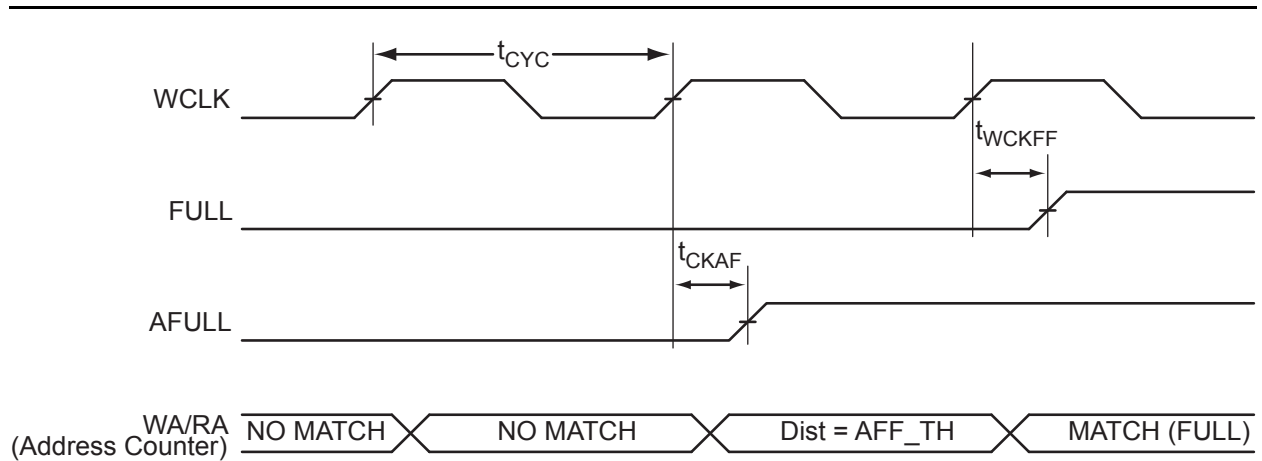 tCYC
WCLK
tWCKFF
FULL
tCKAF
AFULL
WA/RA
(Address Counter)
NO MATCH
NO MATCH
Dist = AFF_TH
MATCH (FULL)